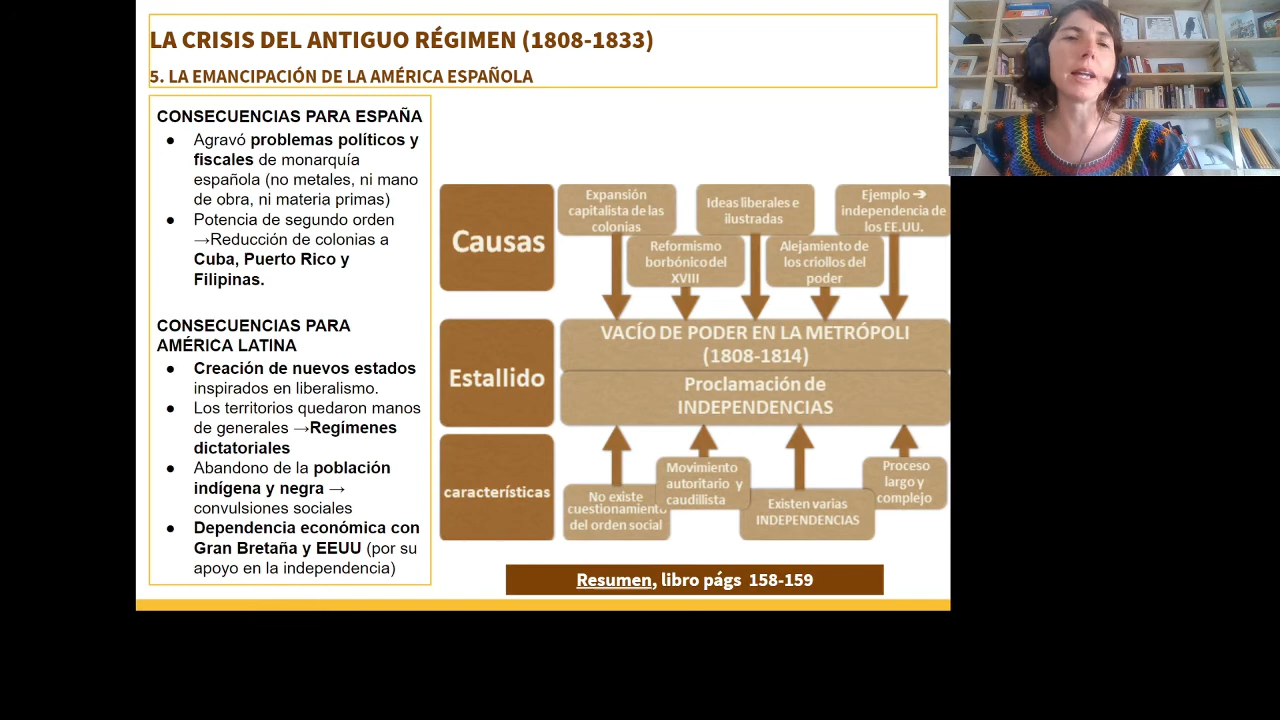 LA CRISIS DEL ANTIGUO RÉGIMEN (1808-1833)
5. LA EMANCIPACIÓN DE LA AMÉRICA ESPAÑOLA
CONSECUENCIAS PARA ESPAÑA
● Agravó problemas políticos y
fiscales de monarquía
española (no metales, ni mano
de obra, ni materia primas)
● Potencia de segundo orden
→Reducción de colonias a
Cuba, Puerto Rico y
Filipinas.
CONSECUENCIAS PARA
AMÉRICA LATINA
● Creación de nuevos estados
inspirados en liberalismo.
● Los territorios quedaron manos
de generales →Regímenes
dictatoriales
● Abandono de la población
indígena y negra →
convulsiones sociales
● Dependencia económica con
Gran Bretaña y EEUU (por su
apoyo en la independencia)
Causas
Expansión
capitalista de las
colonias
Reformismo
borbónico del
XVIII
Ideas liberales e
ilustradas
Alejamiento de
los criollos del
poder
Ejemplo ➔
independencia de
los EE.UU.
Estallido
VACÍO DE PODER EN LA METRÓPOLI
(1808-1814)
Proclamación de
INDEPENDENCIAS
características
No existe
cuestionamiento
del orden social
Movimiento
autoritario y
caudillista
Existen varias
INDEPENDENCIAS
Proceso
largo y
complejo
Resumen, libro págs 158-159